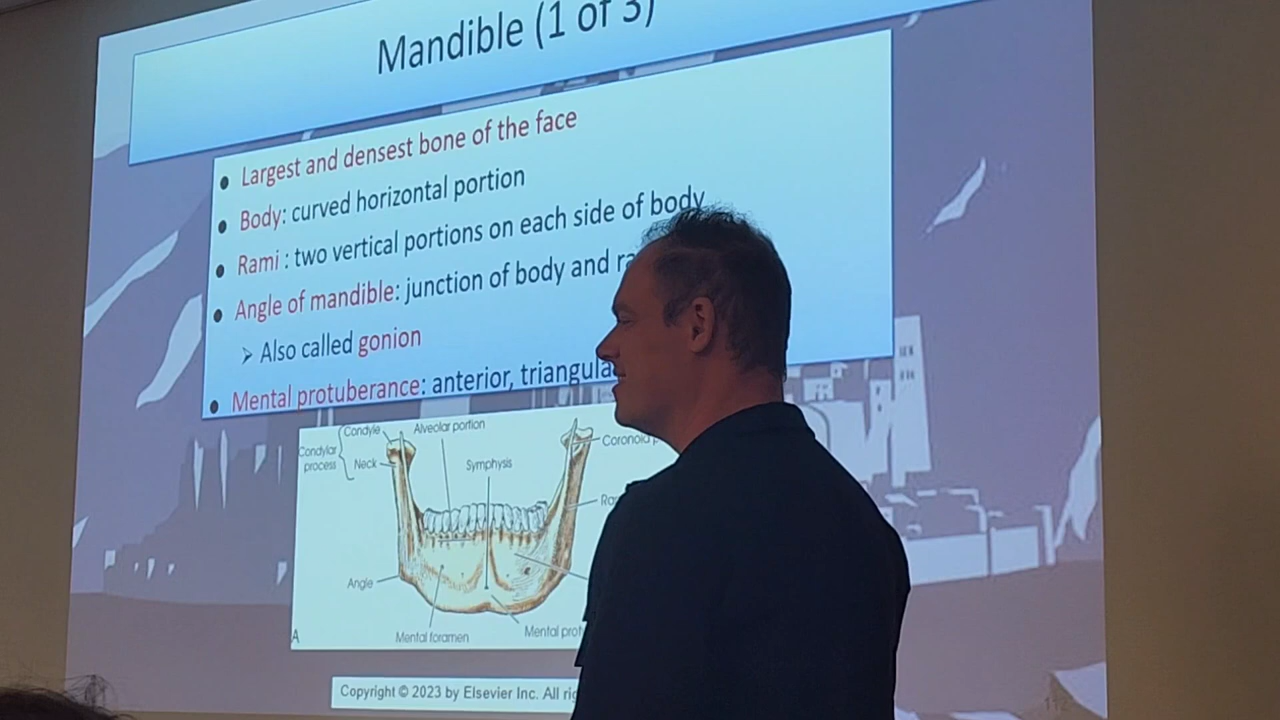 Mandible (1 of 3)
• Largest and densest bone of the face
• Body: curved horizontal portion
• Rami : two vertical portions on each side of body
• Angle of mandible: junction of body and
➢ Also called gonion
• Mental protuberance: anterior,
Condyle
Alveolar portion
Condylar
process
Neck
Symphysis
Coronoid
Angle
Mental foramen
Mental
A
Copyright © 2023 by Elsevier Inc. All